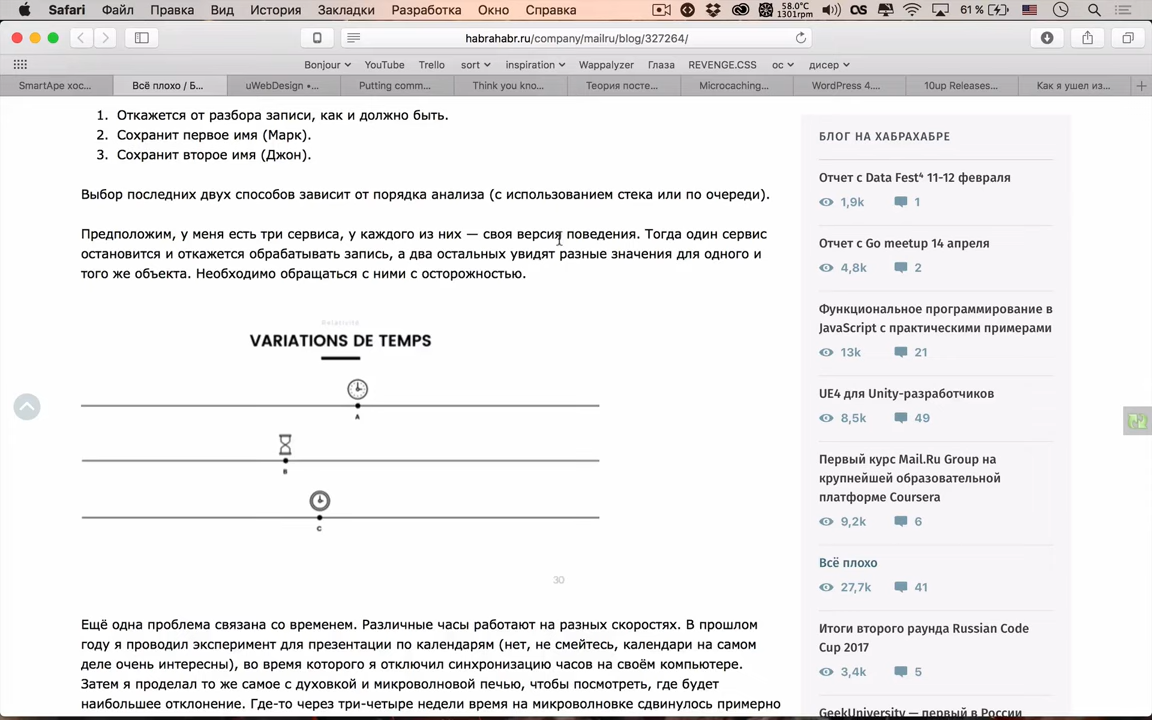 Safari Файл Правка Вид История Закладки Разработка Окно Справка 58.0°C 1301rpm 61 %
habrahabr.ru/company/mailru/blog/327264/
Bonjour YouTube Trello sort inspiration Wappalyzer Глаза REVENGE.CSS ос дисер
SmartApe хос... Всё плохо / Б... uWebDesign •... Putting comm... Think you kno... Теория посте... Microcaching... WordPress 4.... 10up Releases... Как я ушел из...
1. Откажется от разбора записи, как и должно быть.
2. Сохранит первое имя (Марк).
3. Сохранит второе имя (Джон).
Выбор последних двух способов зависит от порядка анализа (с использованием стека или по очереди).
Предположим, у меня есть три сервиса, у каждого из них — своя версия поведения. Тогда один сервис
остановится и откажется обрабатывать запись, а два остальных увидят разные значения для одного и
того же объекта. Необходимо обращаться с ними с осторожностью.
Relativité
VARIATIONS DE TEMPS
A
B
C
30
Ещё одна проблема связана со временем. Различные часы работают на разных скоростях. В прошлом
году я проводил эксперимент для презентации по календарям (нет, не смейтесь, календари на самом
деле очень интересны), во время которого я отключил синхронизацию часов на своём компьютере.
Затем я проделал то же самое с духовкой и микроволновой печью, чтобы посмотреть, где будет
наибольшее отклонение. Где-то через три-четыре недели время на микроволновке сдвинулось примерно
БЛОГ НА ХАБРАХАБРЕ
Отчет с Data Fest⁴ 11-12 февраля
1,9k 1
Отчет с Go meetup 14 апреля
4,8k 2
Функциональное программирование в
JavaScript с практическими примерами
13k 21
UE4 для Unity-разработчиков
8,5k 49
Первый курс Mail.Ru Group на
крупнейшей образовательной
платформе Coursera
9,2k 6
Всё плохо
27,7k 41
Итоги второго раунда Russian Code
Cup 2017
3,4k 5
GeekUniversity — первый в России